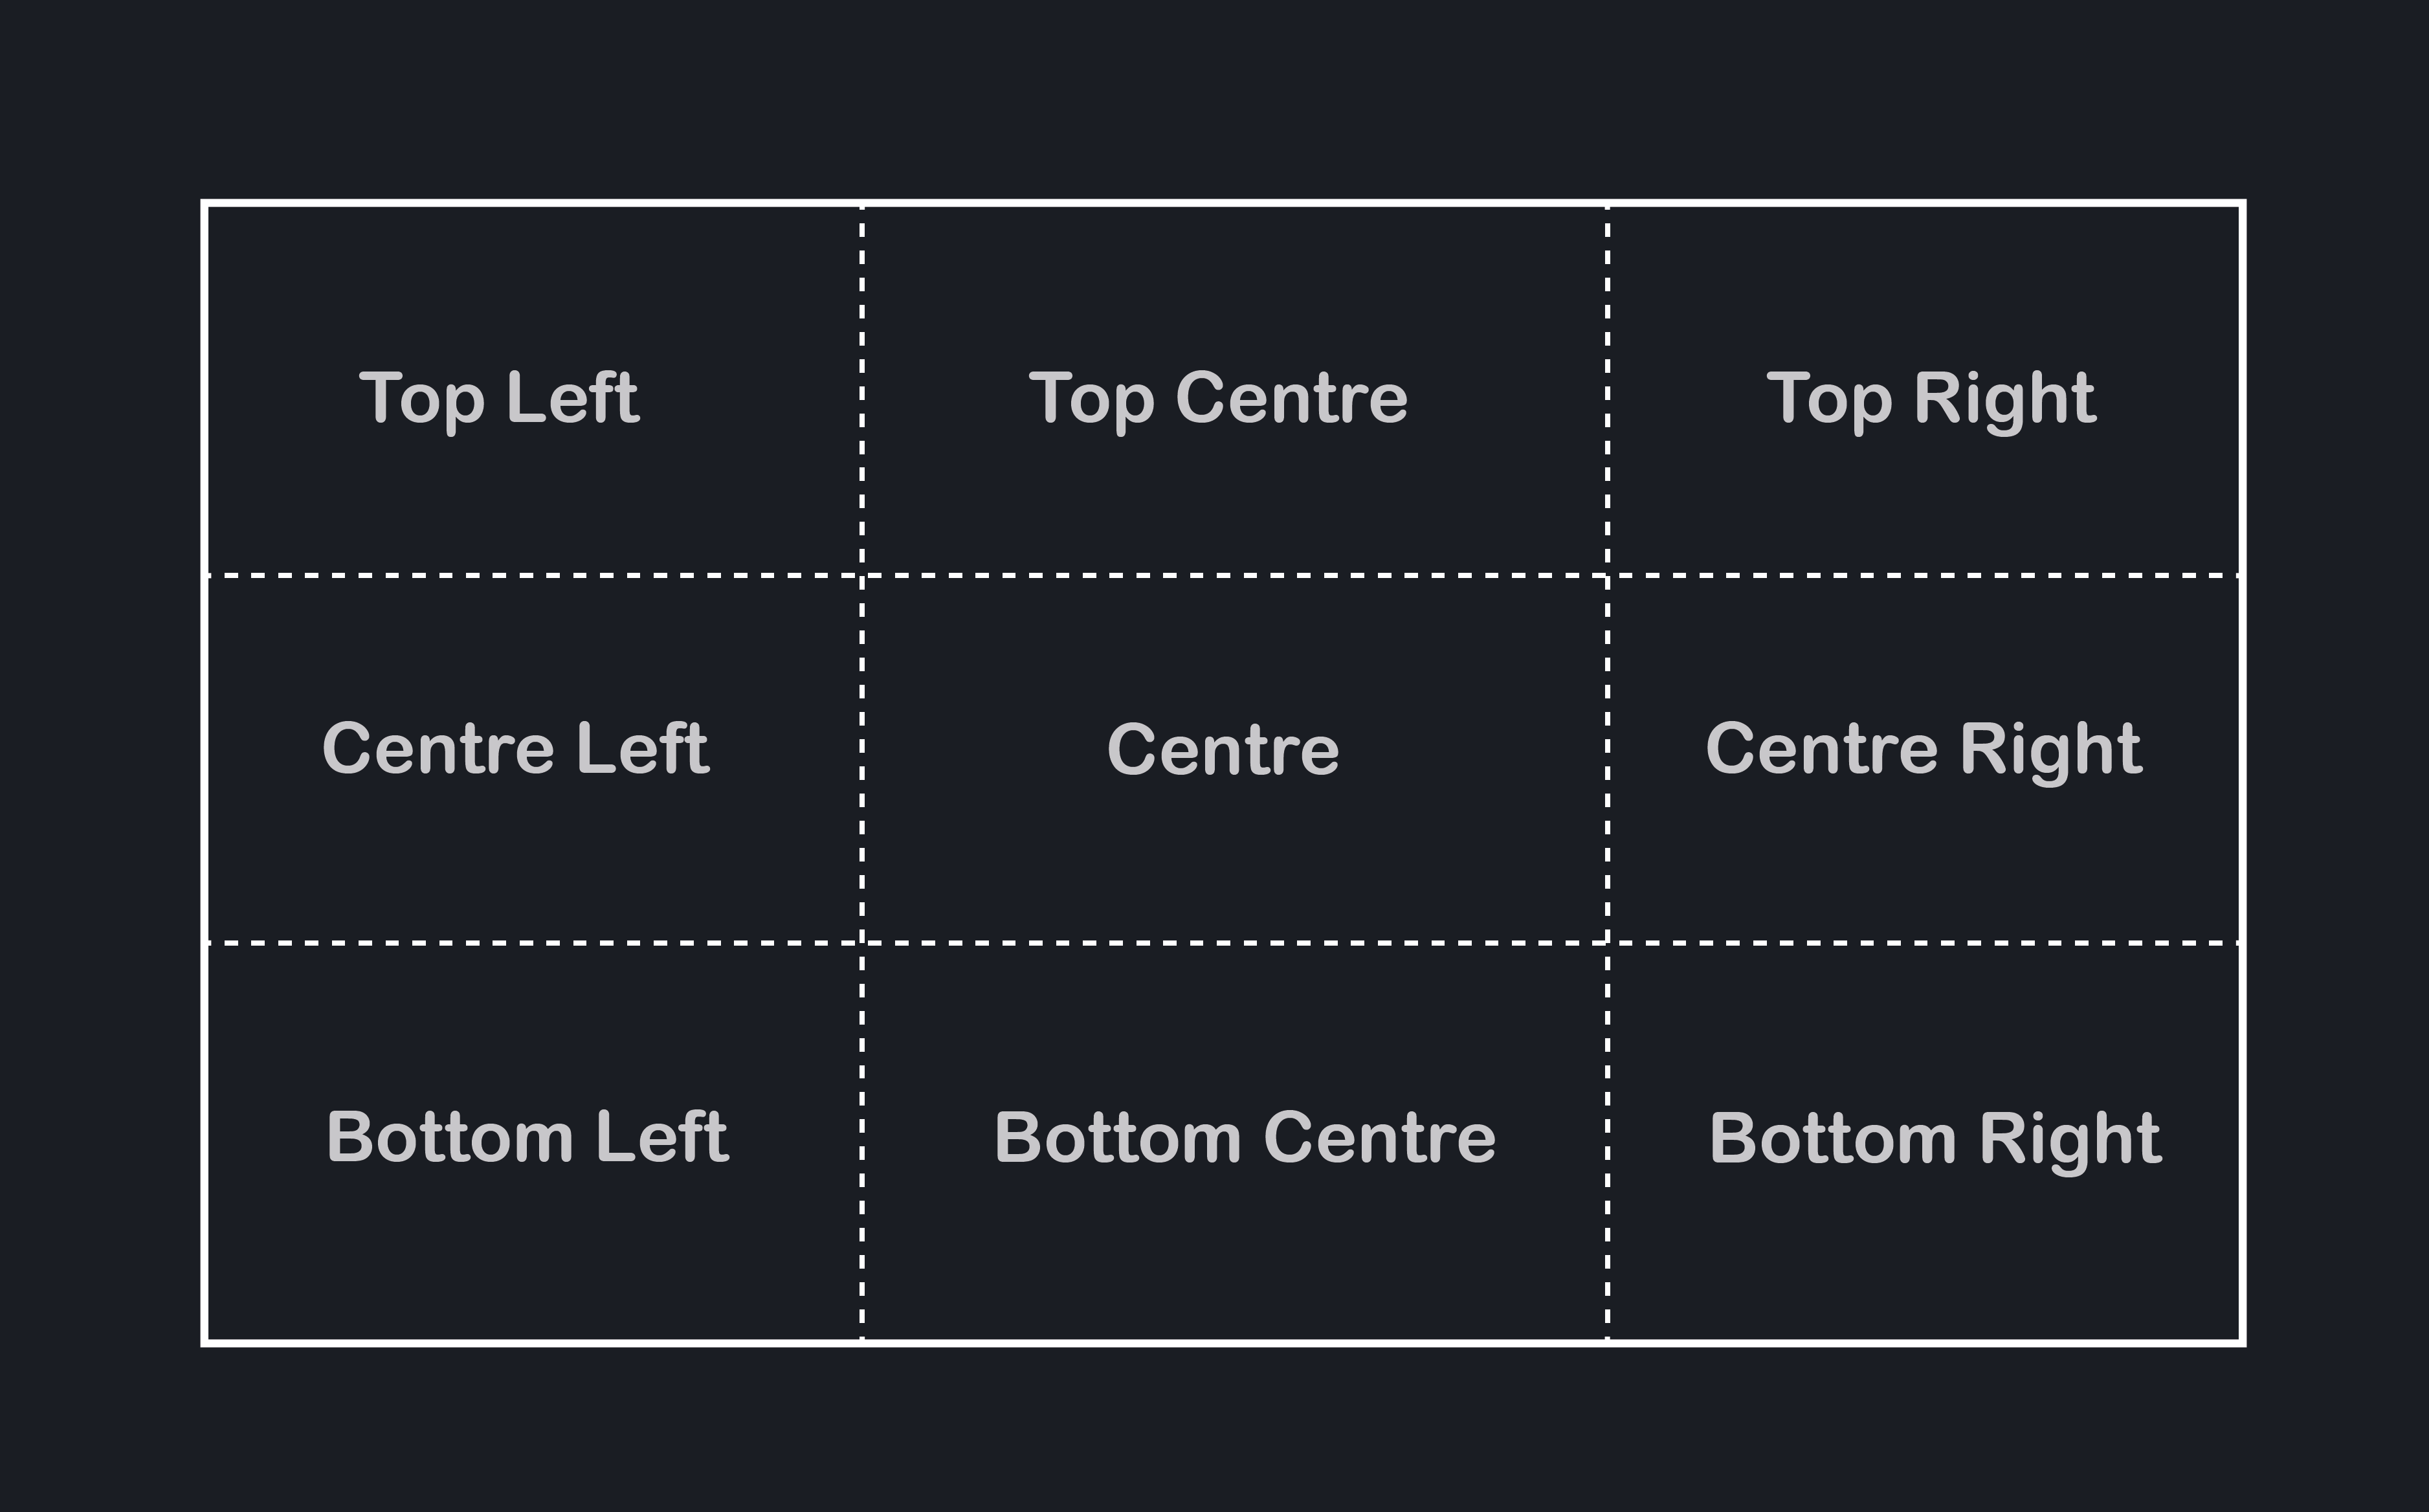 Top Left
Top Centre
Top Right
Centre Left
Centre
Centre Right
Bottom Left
Bottom Centre
Bottom Right